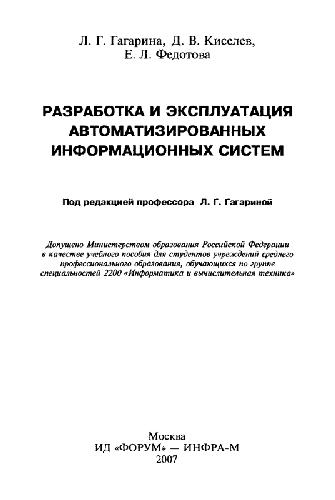 Л. Г. Гагарина, Д. В. Киселев,
Е. Л. Федотова
РАЗРАБОТКА И ЭКСПЛУАТАЦИЯ
АВТОМАТИЗИРОВАННЫХ
ИНФОРМАЦИОННЫХ СИСТЕМ
Под редакцией профессора Л. Г. Гагариной
Допущено Министерством образования Российской Федерации
в качестве учебного пособия для студентов учреждений среднего
профессионального образования, обучающихся по группе
специальностей 2200 «Информатика и вычислительная техника»
Москва
ИД «ФОРУМ» — ИНФРА-М
2007